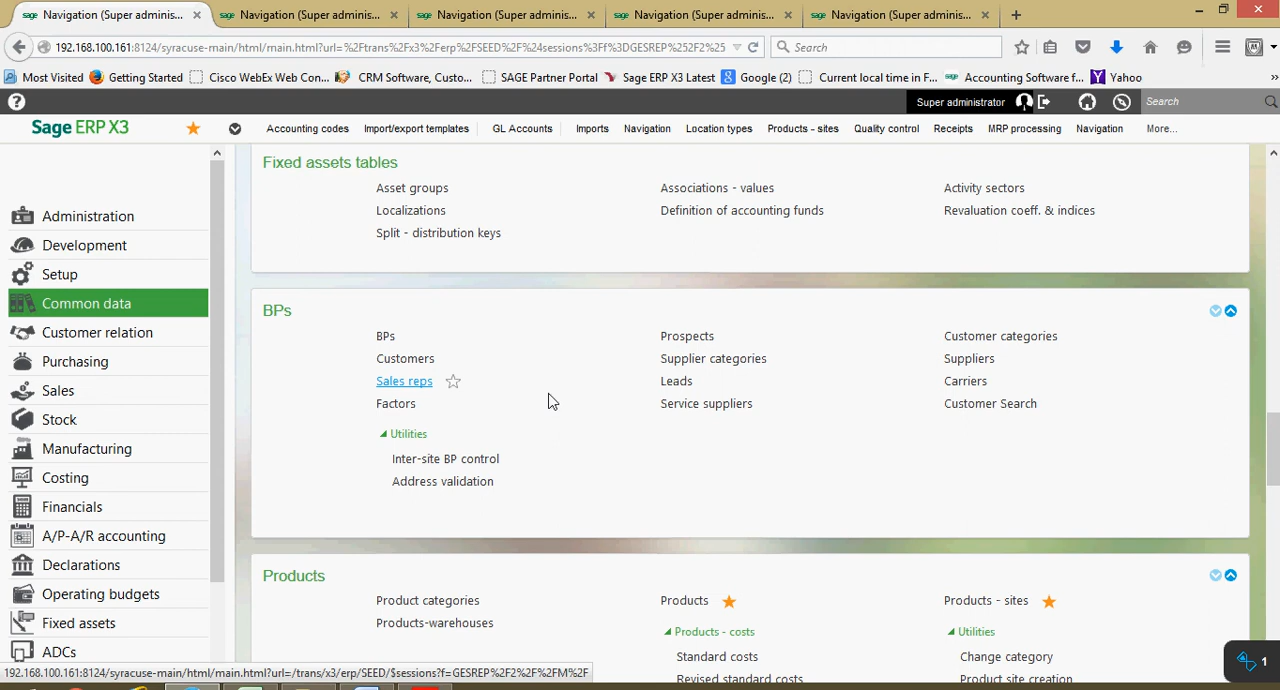 Navigation (Super adminis... × Navigation (Super adminis... × Navigation (Super adminis... × Navigation (Super adminis... × Navigation (Super adminis... × +
192.168.100.161:8124/syracuse-main/html/main.html?url=%2Ftrans%2Fx3%2Ferp%2FSEED%2F%24sessions%3Ff%3DGESREP%252F2%25 Search
Most Visited Getting Started Cisco WebEx Web Con... CRM Software, Custo... SAGE Partner Portal Sage ERP X3 Latest Google (2) Current local time in F... Accounting Software f... Yahoo »
? Super administrator Search
Sage ERP X3 Accounting codes Import/export templates GL Accounts Imports Navigation Location types Products - sites Quality control Receipts MRP processing Navigation More...
Administration
Development
Setup
Common data
Customer relation
Purchasing
Sales
Stock
Manufacturing
Costing
Financials
A/P-A/R accounting
Declarations
Operating budgets
Fixed assets
ADCs
Fixed assets tables
Asset groups Associations - values Activity sectors
Localizations Definition of accounting funds Revaluation coeff. & indices
Split - distribution keys
BPs
BPs Prospects Customer categories
Customers Supplier categories Suppliers
Sales reps Leads Carriers
Factors Service suppliers Customer Search
Utilities
Inter-site BP control
Address validation
Products
Product categories Products Products - sites
Products-warehouses
Products - costs Utilities
Standard costs Change category
Revised standard costs Product site creation
192.168.100.161:8124/syracuse-main/html/main.html?url=/trans/x3/erp/SEED/$sessions?f=GESREP%2F2%2F%2FM%2F
1